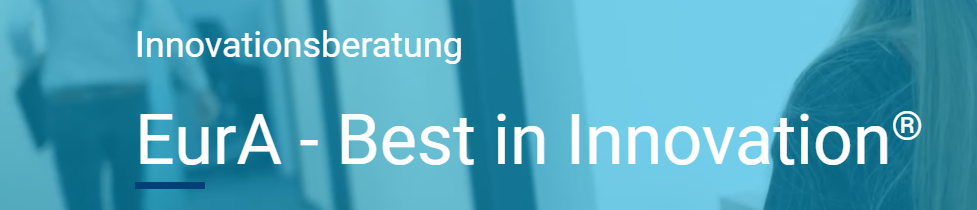 Innovationsberatung
EurA - Best in Innovation®